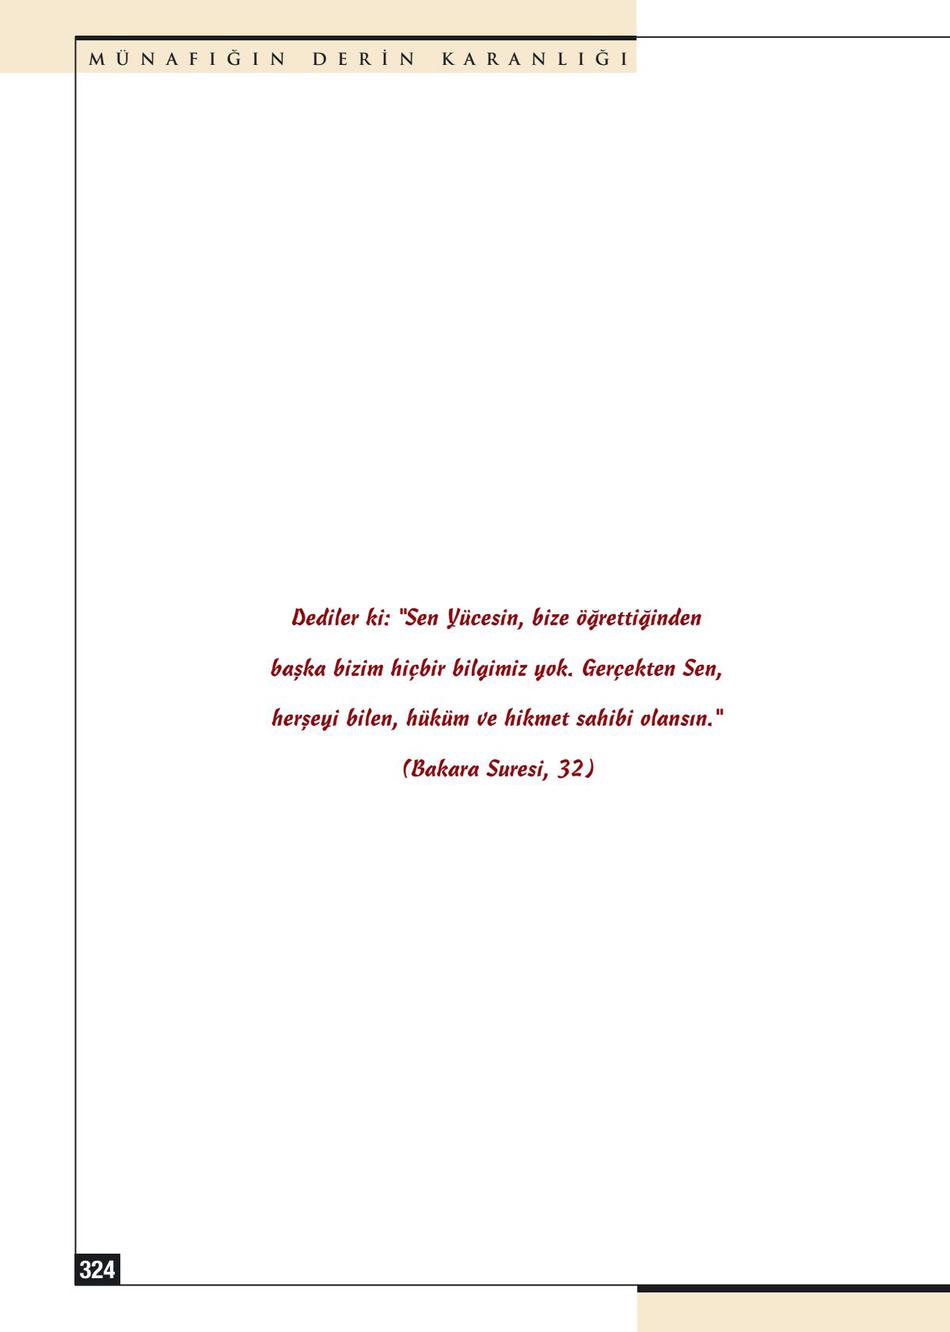 MÜNAFIĞIN DERİN KARANLIĞI
Dediler ki: "Sen Yücesin, bize öğrettiğinden
başka bizim hiçbir bilgimiz yok. Gerçekten Sen,
herşeyi bilen, hüküm ve hikmet sahibi olansın."
(Bakara Suresi, 32)
324